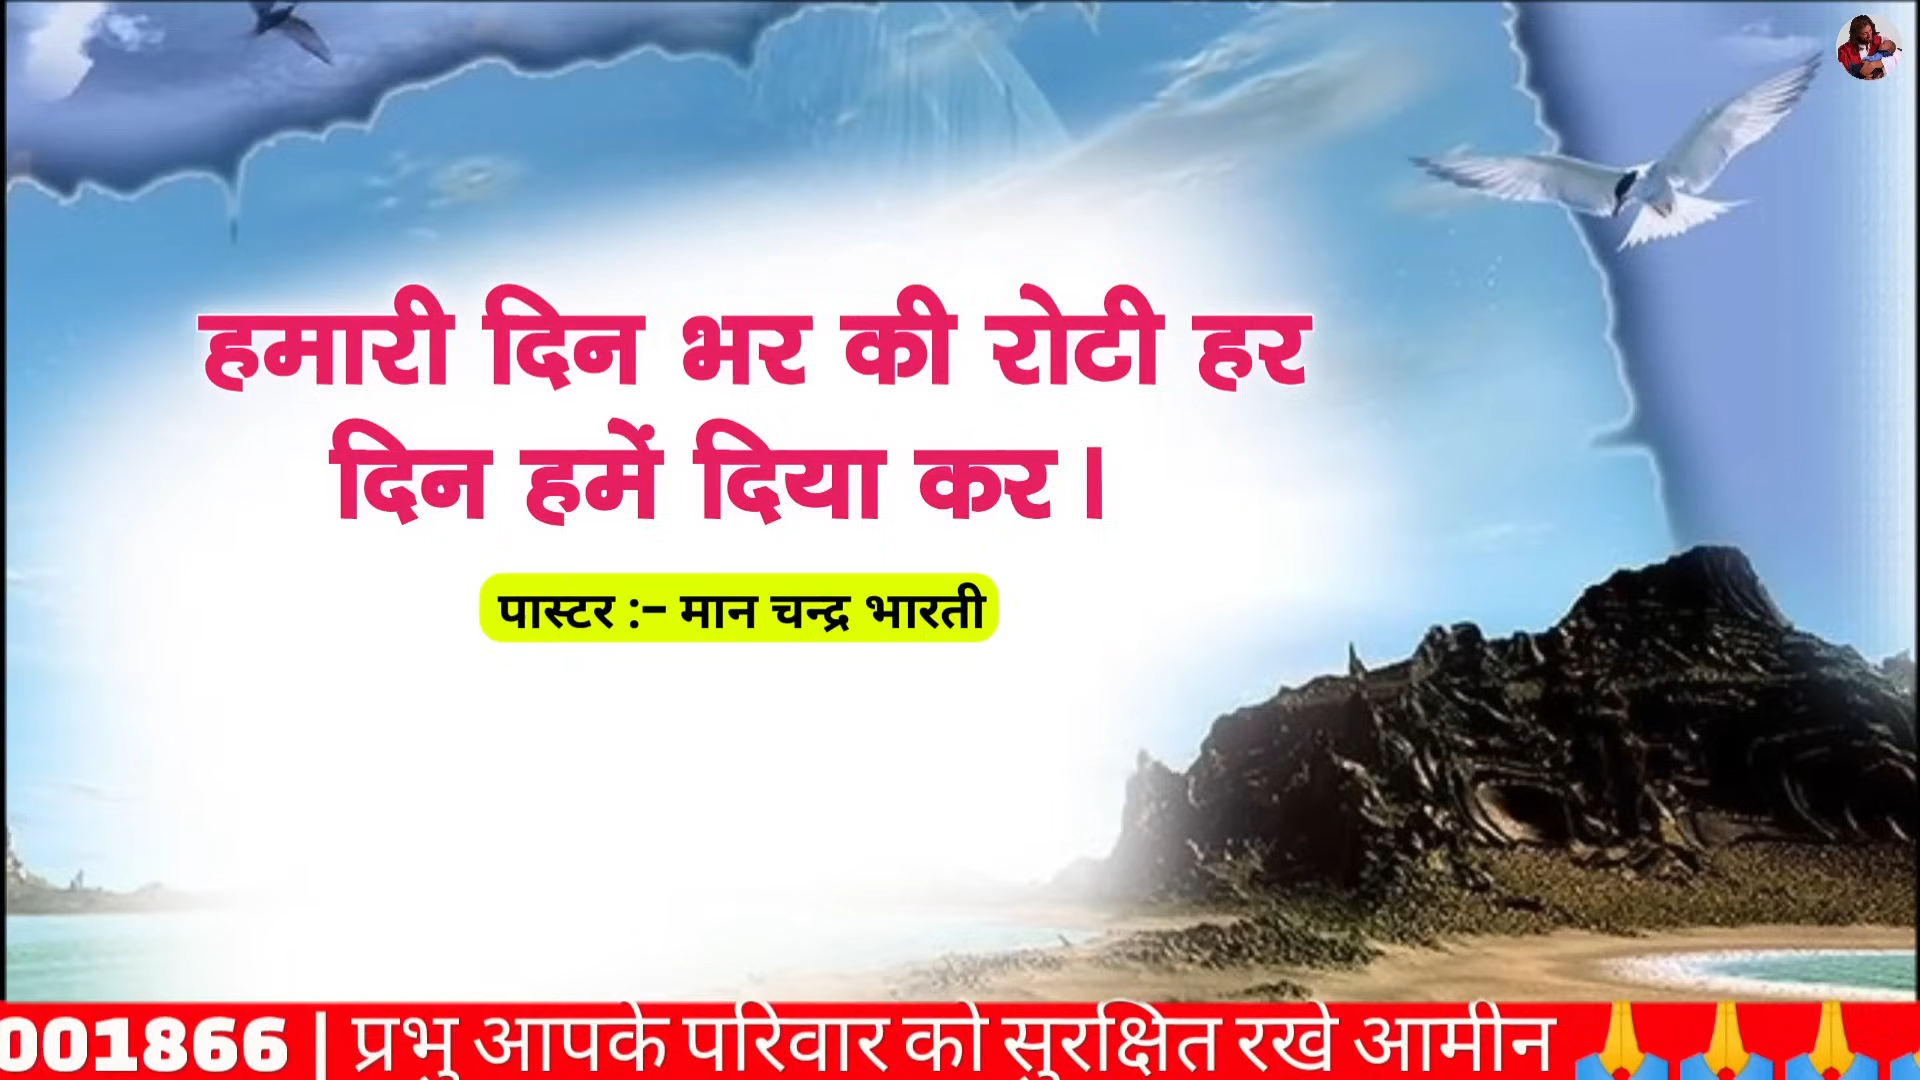 हमारी दिन भर की रोटी हर
दिन हमें दिया कर।
पास्टर :- मान चन्द्र भारती
001866 | प्रभु आपके परिवार को सुरक्षित रखे आमीन 🙏🙏🙏